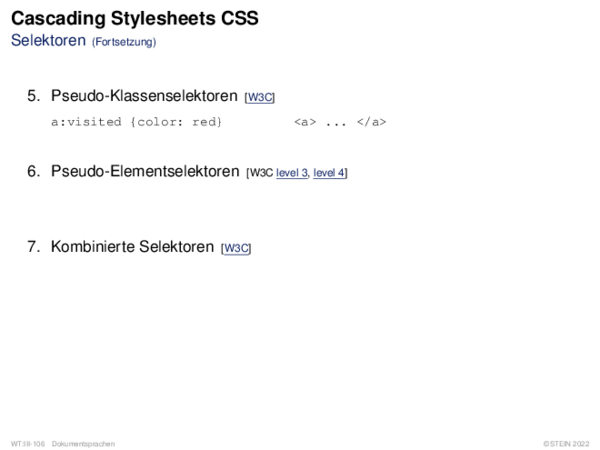 Cascading Stylesheets CSS
Selektoren (Fortsetzung)
5. Pseudo-Klassenselektoren [W3C]
a:visited {color: red} <a> ... </a>
6. Pseudo-Elementselektoren [W3C level 3, level 4]
7. Kombinierte Selektoren [W3C]
WT:III-106 Dokumentsprachen ©STEIN 2022